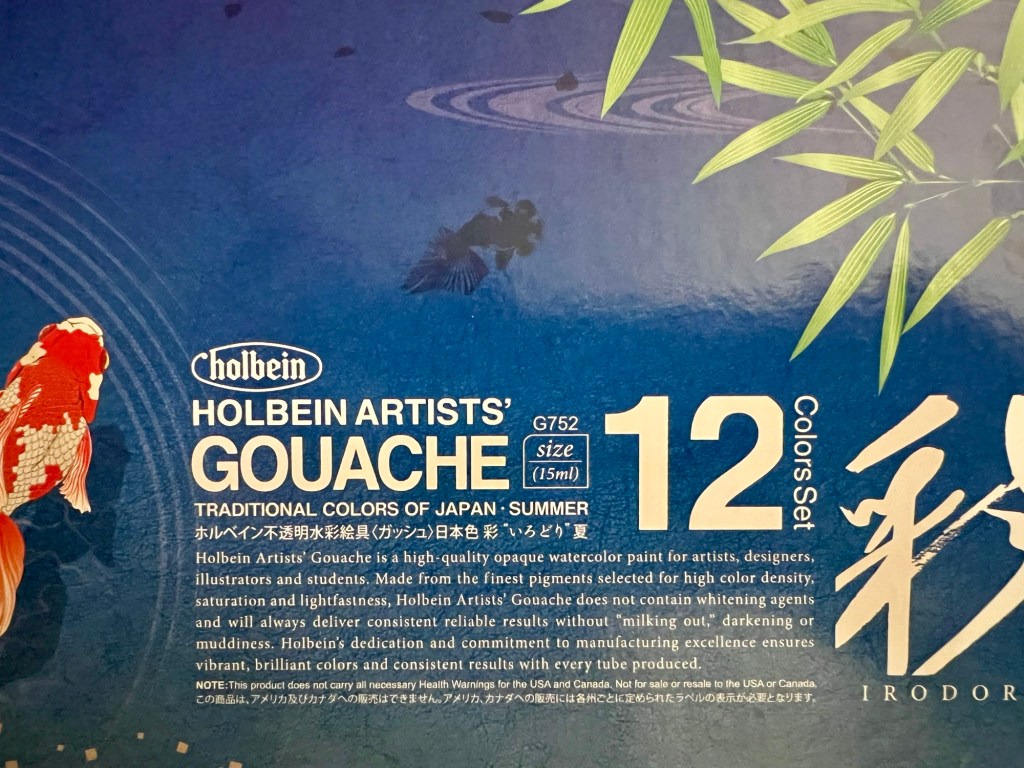 holbein
HOLBEIN ARTISTS'
GOUACHE
G752
size
(15ml)
12
Colors Set
TRADITIONAL COLORS OF JAPAN · SUMMER
ホルベイン不透明水彩絵具〈ガッシュ〉日本色 彩 “いろどり” 夏
Holbein Artists' Gouache is a high-quality opaque watercolor paint for artists, designers,
illustrators and students. Made from the finest pigments selected for high color density,
saturation and lightfastness, Holbein Artists' Gouache does not contain whitening agents
and will always deliver consistent reliable results without "milking out," darkening or
muddiness. Holbein's dedication and commitment to manufacturing excellence ensures
vibrant, brilliant colors and consistent results with every tube produced.
NOTE:This product does not carry all necessary Health Warnings for the USA and Canada. Not for sale or resale to the USA or Canada.
この商品は、アメリカ及びカナダへの販売はできません。アメリカ、カナダへの販売には各州ごとに定められたラベルの表示が必要となります。
彩
IRODOR